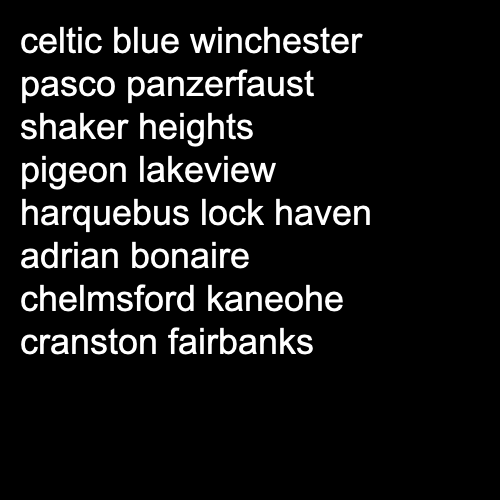 celtic blue winchester
pasco panzerfaust
shaker heights
pigeon lakeview
harquebus lock haven
adrian bonaire
chelmsford kaneohe
cranston fairbanks